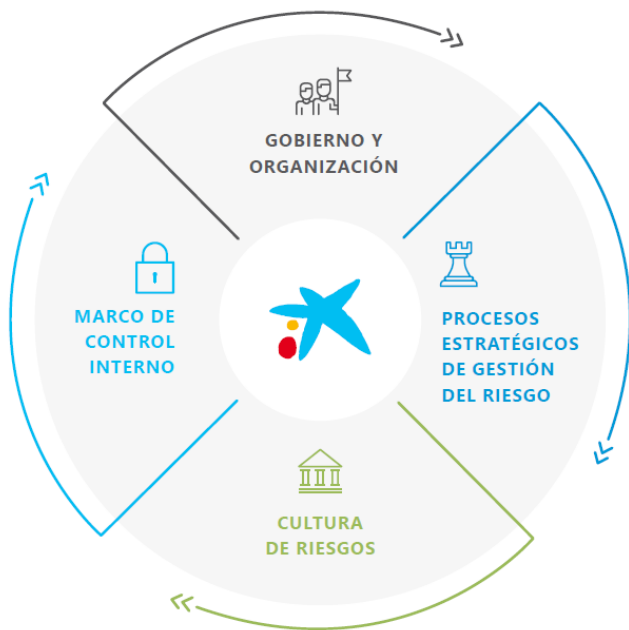 GOBIERNO Y
ORGANIZACIÓN
MARCO DE
CONTROL
INTERNO
PROCESOS
ESTRATÉGICOS
DE GESTIÓN
DEL RIESGO
CULTURA
DE RIESGOS